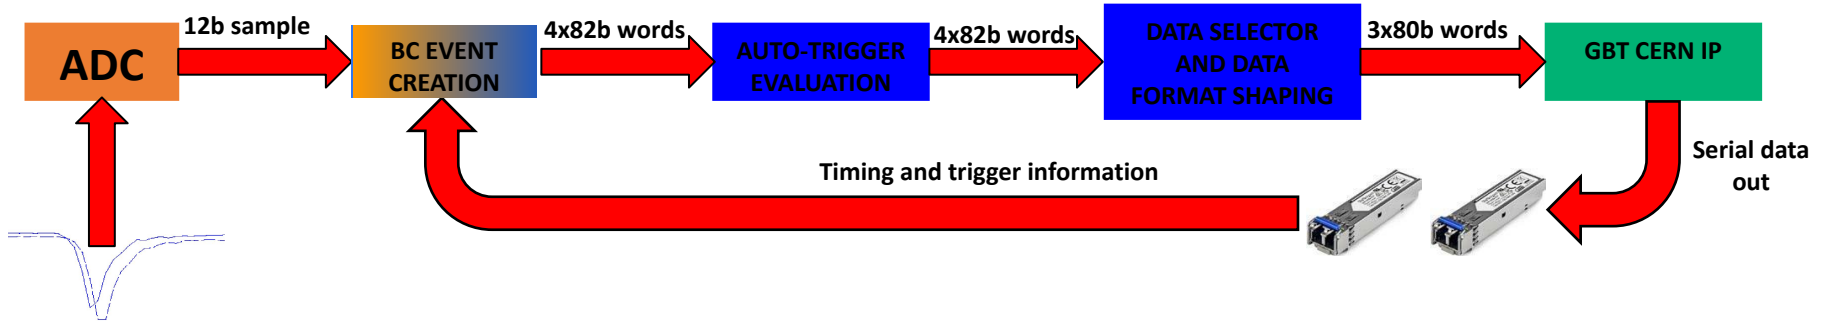 12b sample
4x82b words
4x82b words
3x80b words
ADC
BC EVENT
CREATION
AUTO-TRIGGER
EVALUATION
DATA SELECTOR
AND DATA
FORMAT SHAPING
GBT CERN IP
Timing and trigger information
Serial data
out